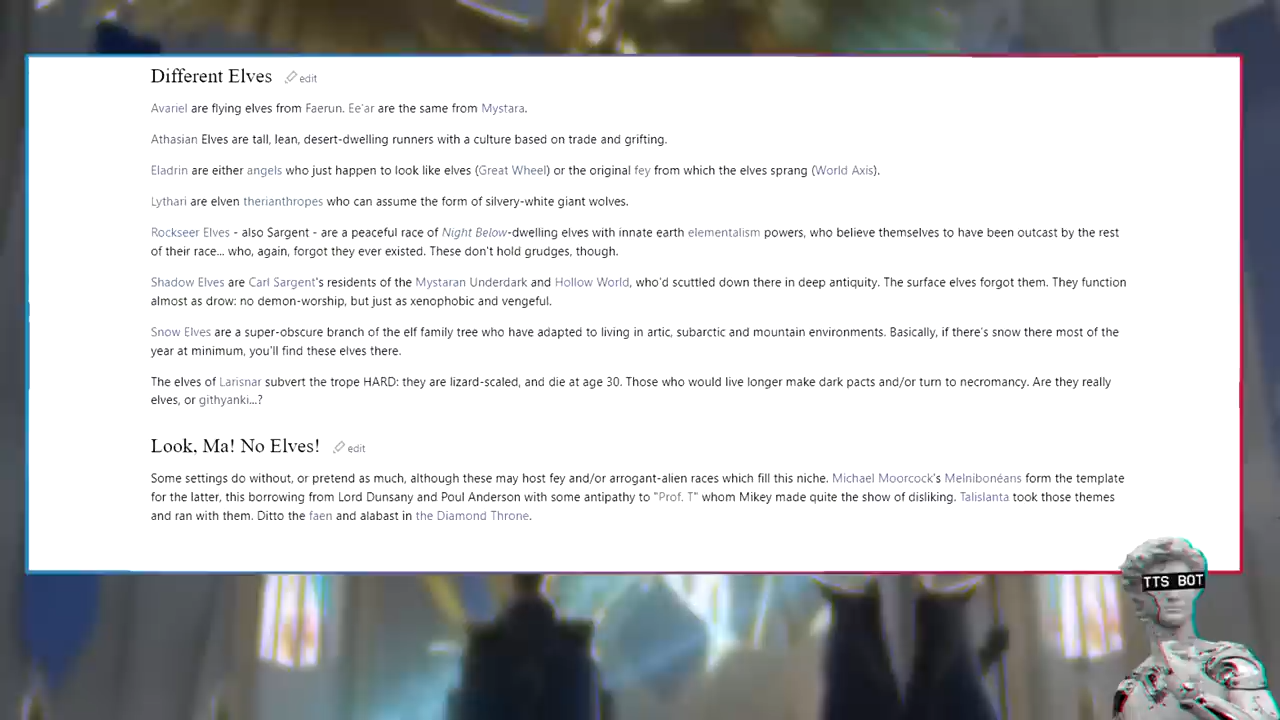 Different Elves edit
Avariel are flying elves from Faerun. Ee'ar are the same from Mystara.
Athasian Elves are tall, lean, desert-dwelling runners with a culture based on trade and grifting.
Eladrin are either angels who just happen to look like elves (Great Wheel) or the original fey from which the elves sprang (World Axis).
Lythari are elven therianthropes who can assume the form of silvery-white giant wolves.
Rockseer Elves - also Sargent - are a peaceful race of Night Below-dwelling elves with innate earth elementalism powers, who believe themselves to have been outcast by the rest
of their race... who, again, forgot they ever existed. These don't hold grudges, though.
Shadow Elves are Carl Sargent's residents of the Mystaran Underdark and Hollow World, who'd scuttled down there in deep antiquity. The surface elves forgot them. They function
almost as drow: no demon-worship, but just as xenophobic and vengeful.
Snow Elves are a super-obscure branch of the elf family tree who have adapted to living in artic, subarctic and mountain environments. Basically, if there's snow there most of the
year at minimum, you'll find these elves there.
The elves of Larisnar subvert the trope HARD: they are lizard-scaled, and die at age 30. Those who would live longer make dark pacts and/or turn to necromancy. Are they really
elves, or githyanki...?
Look, Ma! No Elves! edit
Some settings do without, or pretend as much, although these may host fey and/or arrogant-alien races which fill this niche. Michael Moorcock's Melnibonéans form the template
for the latter, this borrowing from Lord Dunsany and Poul Anderson with some antipathy to "Prof. T" whom Mikey made quite the show of disliking. Talislanta took those themes
and ran with them. Ditto the faen and alabast in the Diamond Throne.
TTS BOT